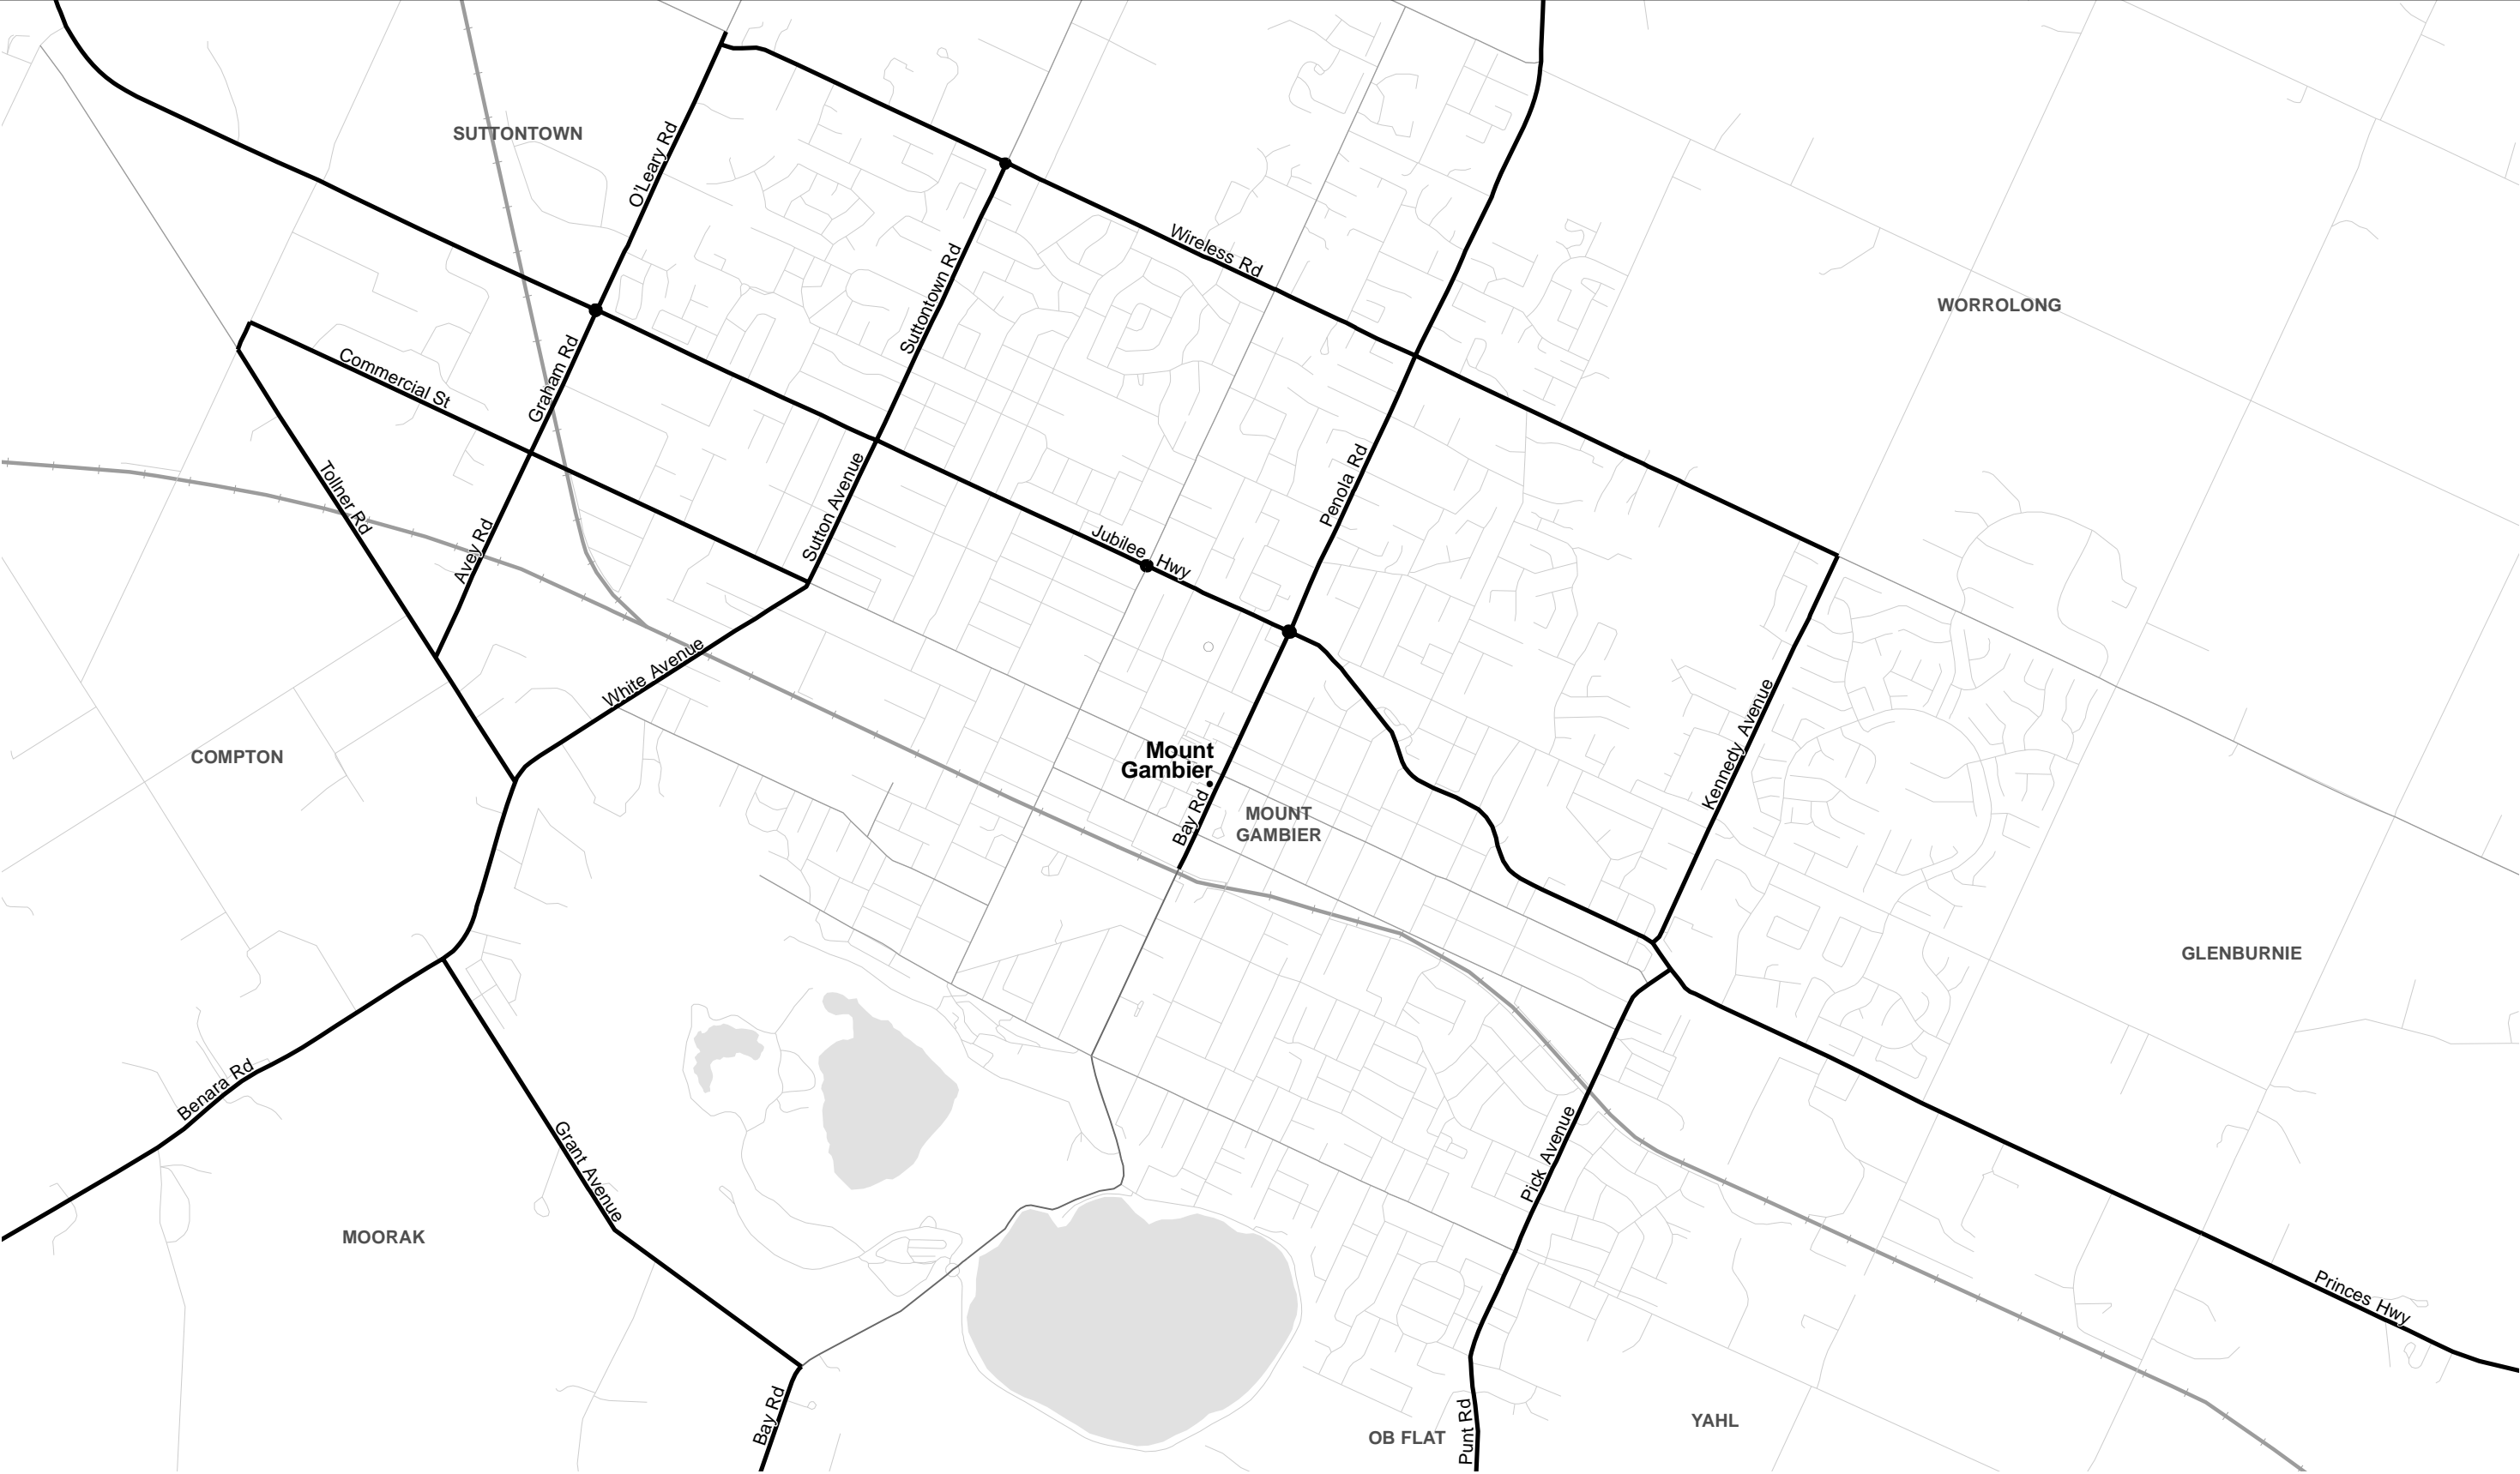 SUTTONTOWN
O'Leary Rd
Wireless Rd
Suttontown Rd
WORROLONG
Graham Rd
Commercial St
Penola Rd
Tollner Rd
Sutton Avenue
Avey Rd
Jubilee Hwy
White Avenue
Kennedy Avenue
COMPTON
Mount
Gambier
Bay Rd
MOUNT
GAMBIER
GLENBURNIE
Benara Rd
Grant Avenue
Pick Avenue
MOORAK
Princes Hwy
Bay Rd
Punt Rd
OB FLAT
YAHL